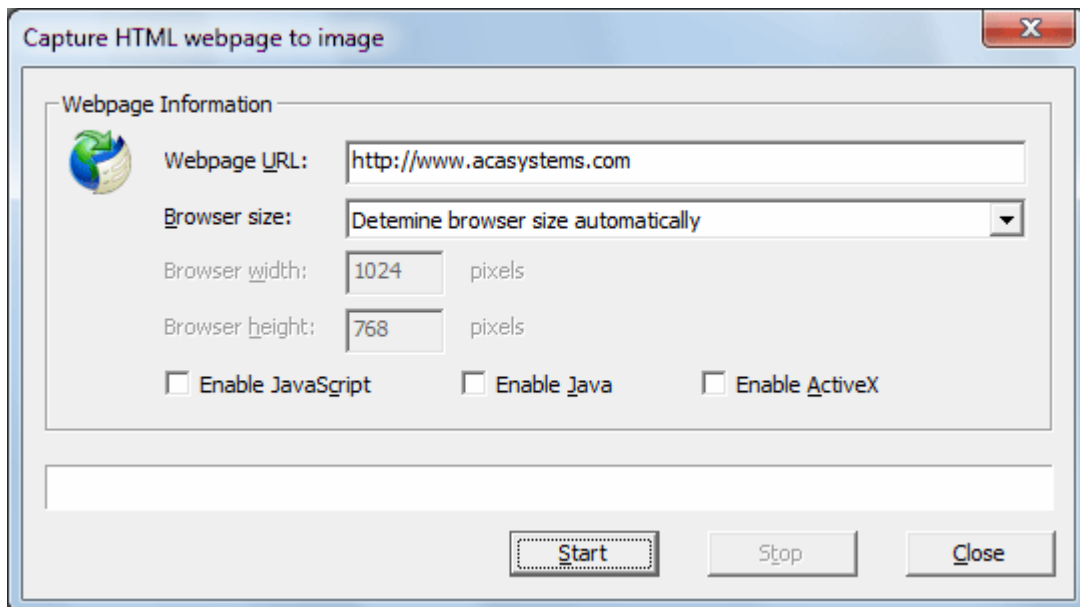 Capture HTML webpage to image
Webpage Information
Webpage URL: http://www.acasystems.com
Browser size: Detemine browser size automatically
Browser width: 1024 pixels
Browser height: 768 pixels
Enable JavaScript Enable Java Enable ActiveX
Start Stop Close